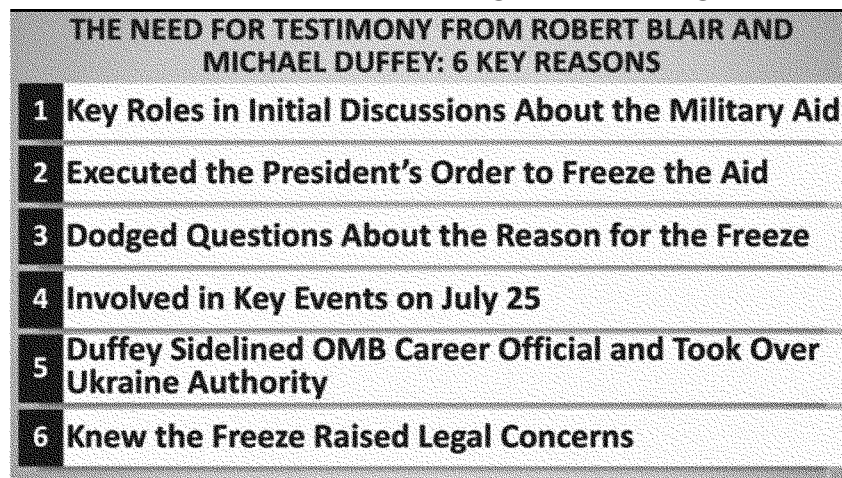 THE NEED FOR TESTIMONY FROM ROBERT BLAIR AND
MICHAEL DUFFEY: 6 KEY REASONS
1 Key Roles in Initial Discussions About the Military Aid
2 Executed the President's Order to Freeze the Aid
3 Dodged Questions About the Reason for the Freeze
4 Involved in Key Events on July 25
5 Duffey Sidelined OMB Career Official and Took Over
Ukraine Authority
6 Knew the Freeze Raised Legal Concerns